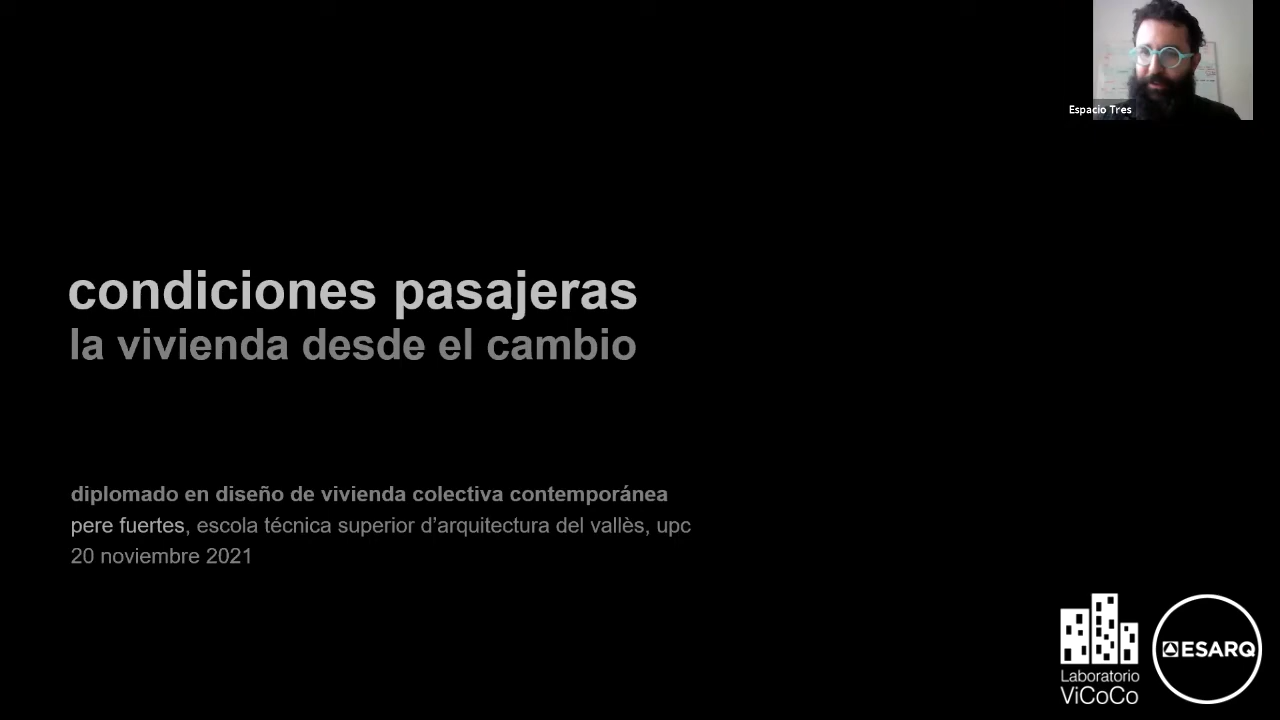 Espacio Tres
condiciones pasajeras
la vivienda desde el cambio
diplomado en diseño de vivienda colectiva contemporánea
pere fuertes, escola técnica superior d'arquitectura del vallès, upc
20 noviembre 2021
Laboratorio
ViCoCo
ESARQ